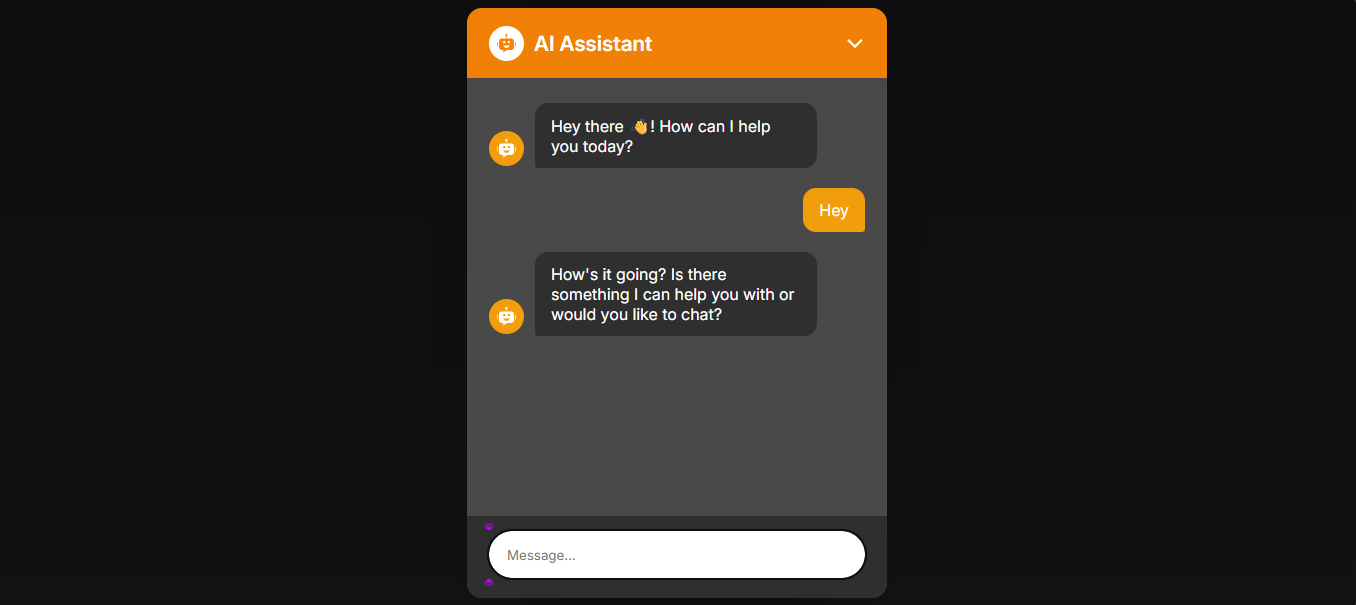 AI Assistant
Hey there 👋! How can I help
you today?
Hey
How's it going? Is there
something I can help you with or
would you like to chat?
Message...